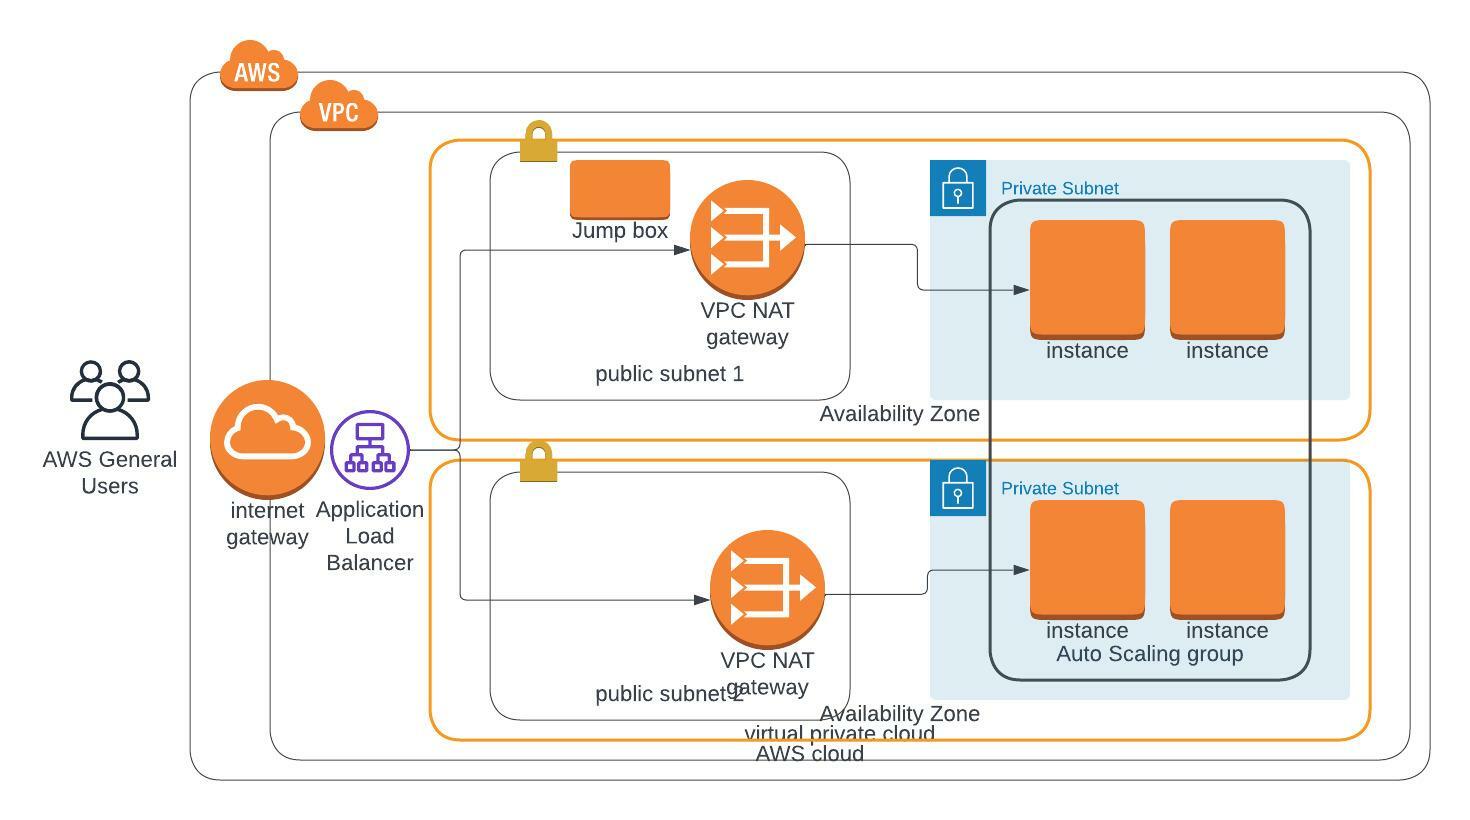 AWS
VPC
Jump box
VPC NAT
gateway
public subnet 1
Private Subnet
instance
instance
Availability Zone
AWS General
Users
internet
gateway
Application
Load
Balancer
VPC NAT
gateway
public subnet 2
Private Subnet
instance
instance
Auto Scaling group
Availability Zone
virtual private cloud
AWS cloud